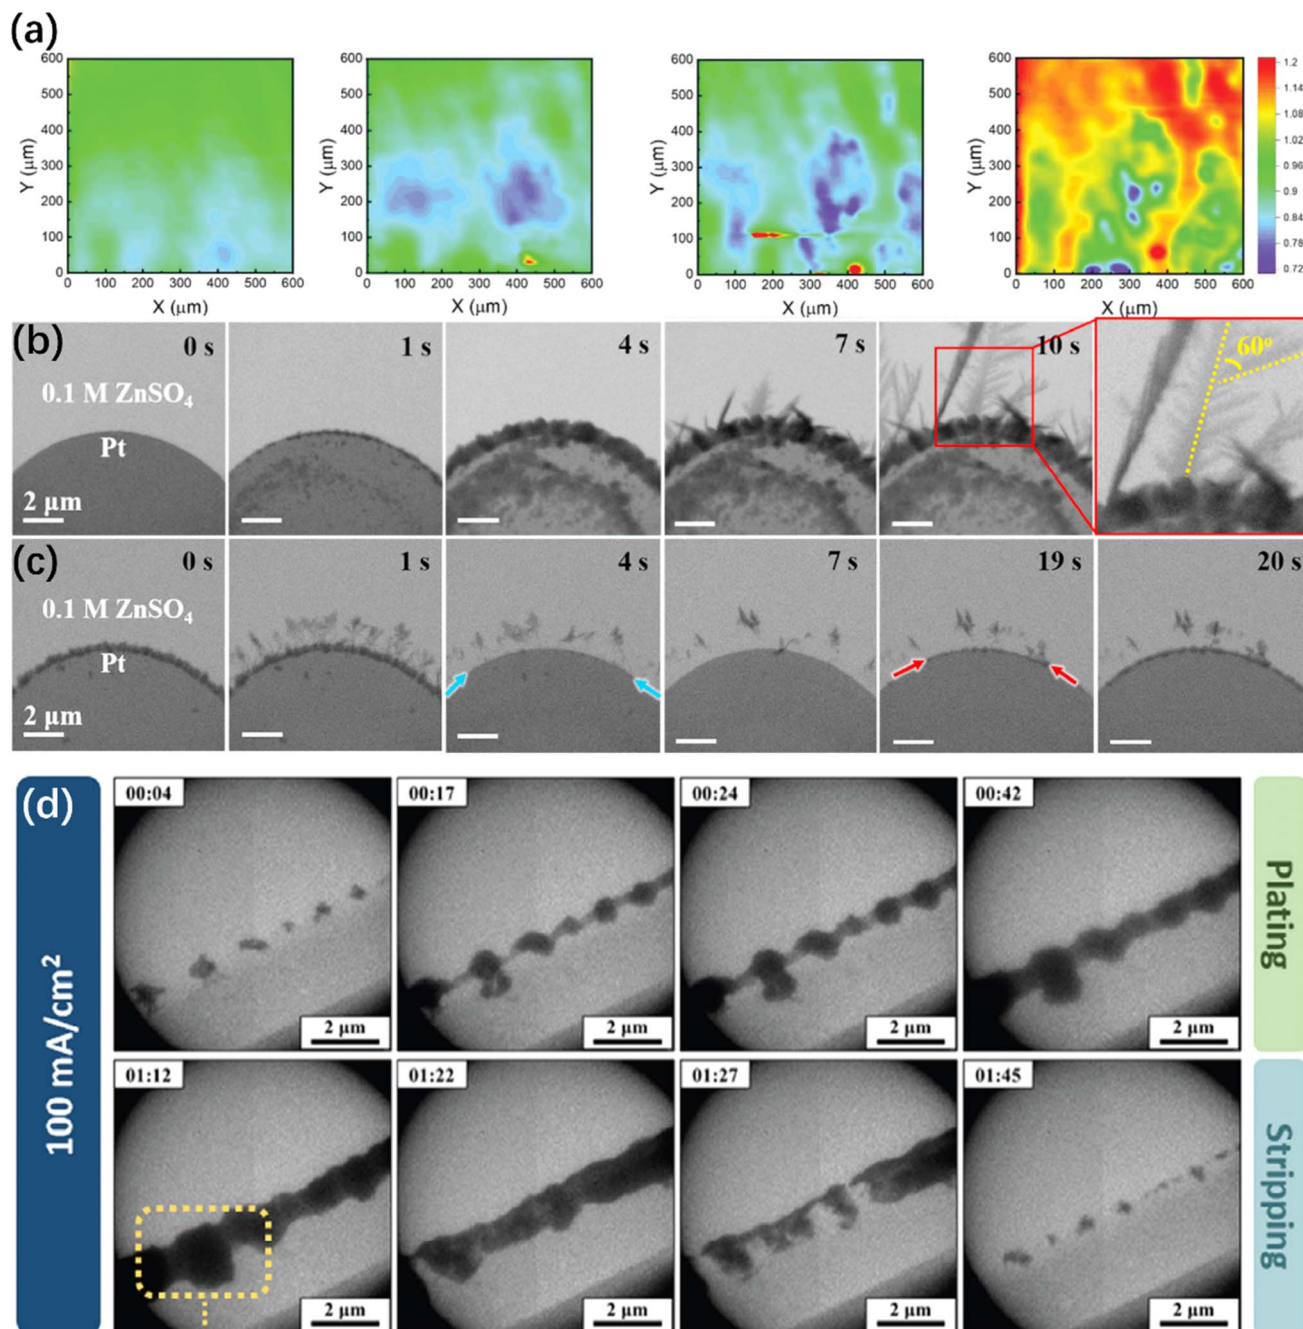 (a)
600
500
400
300
200
100
0
Y (μm)
0 100 200 300 400 500 600
X (μm)
600
500
400
300
200
100
0
Y (μm)
0 100 200 300 400 500 600
X (μm)
600
500
400
300
200
100
0
Y (μm)
0 100 200 300 400 500 600
X (μm)
600
500
400
300
200
100
0
Y (μm)
0 100 200 300 400 500 600
X (μm)
1.2
1.1
1.0
0.96
0.90
0.84
0.78
0.72
(b)
0 s
0.1 M ZnSO₄
Pt
2 μm
1 s
4 s
7 s
10 s
60°
(c)
0 s
0.1 M ZnSO₄
Pt
2 μm
1 s
4 s
7 s
19 s
20 s
(d)
100 mA/cm²
00:04
2 μm
00:17
2 μm
00:24
2 μm
00:42
2 μm
Plating
01:12
2 μm
01:22
2 μm
01:27
2 μm
01:45
2 μm
Stripping